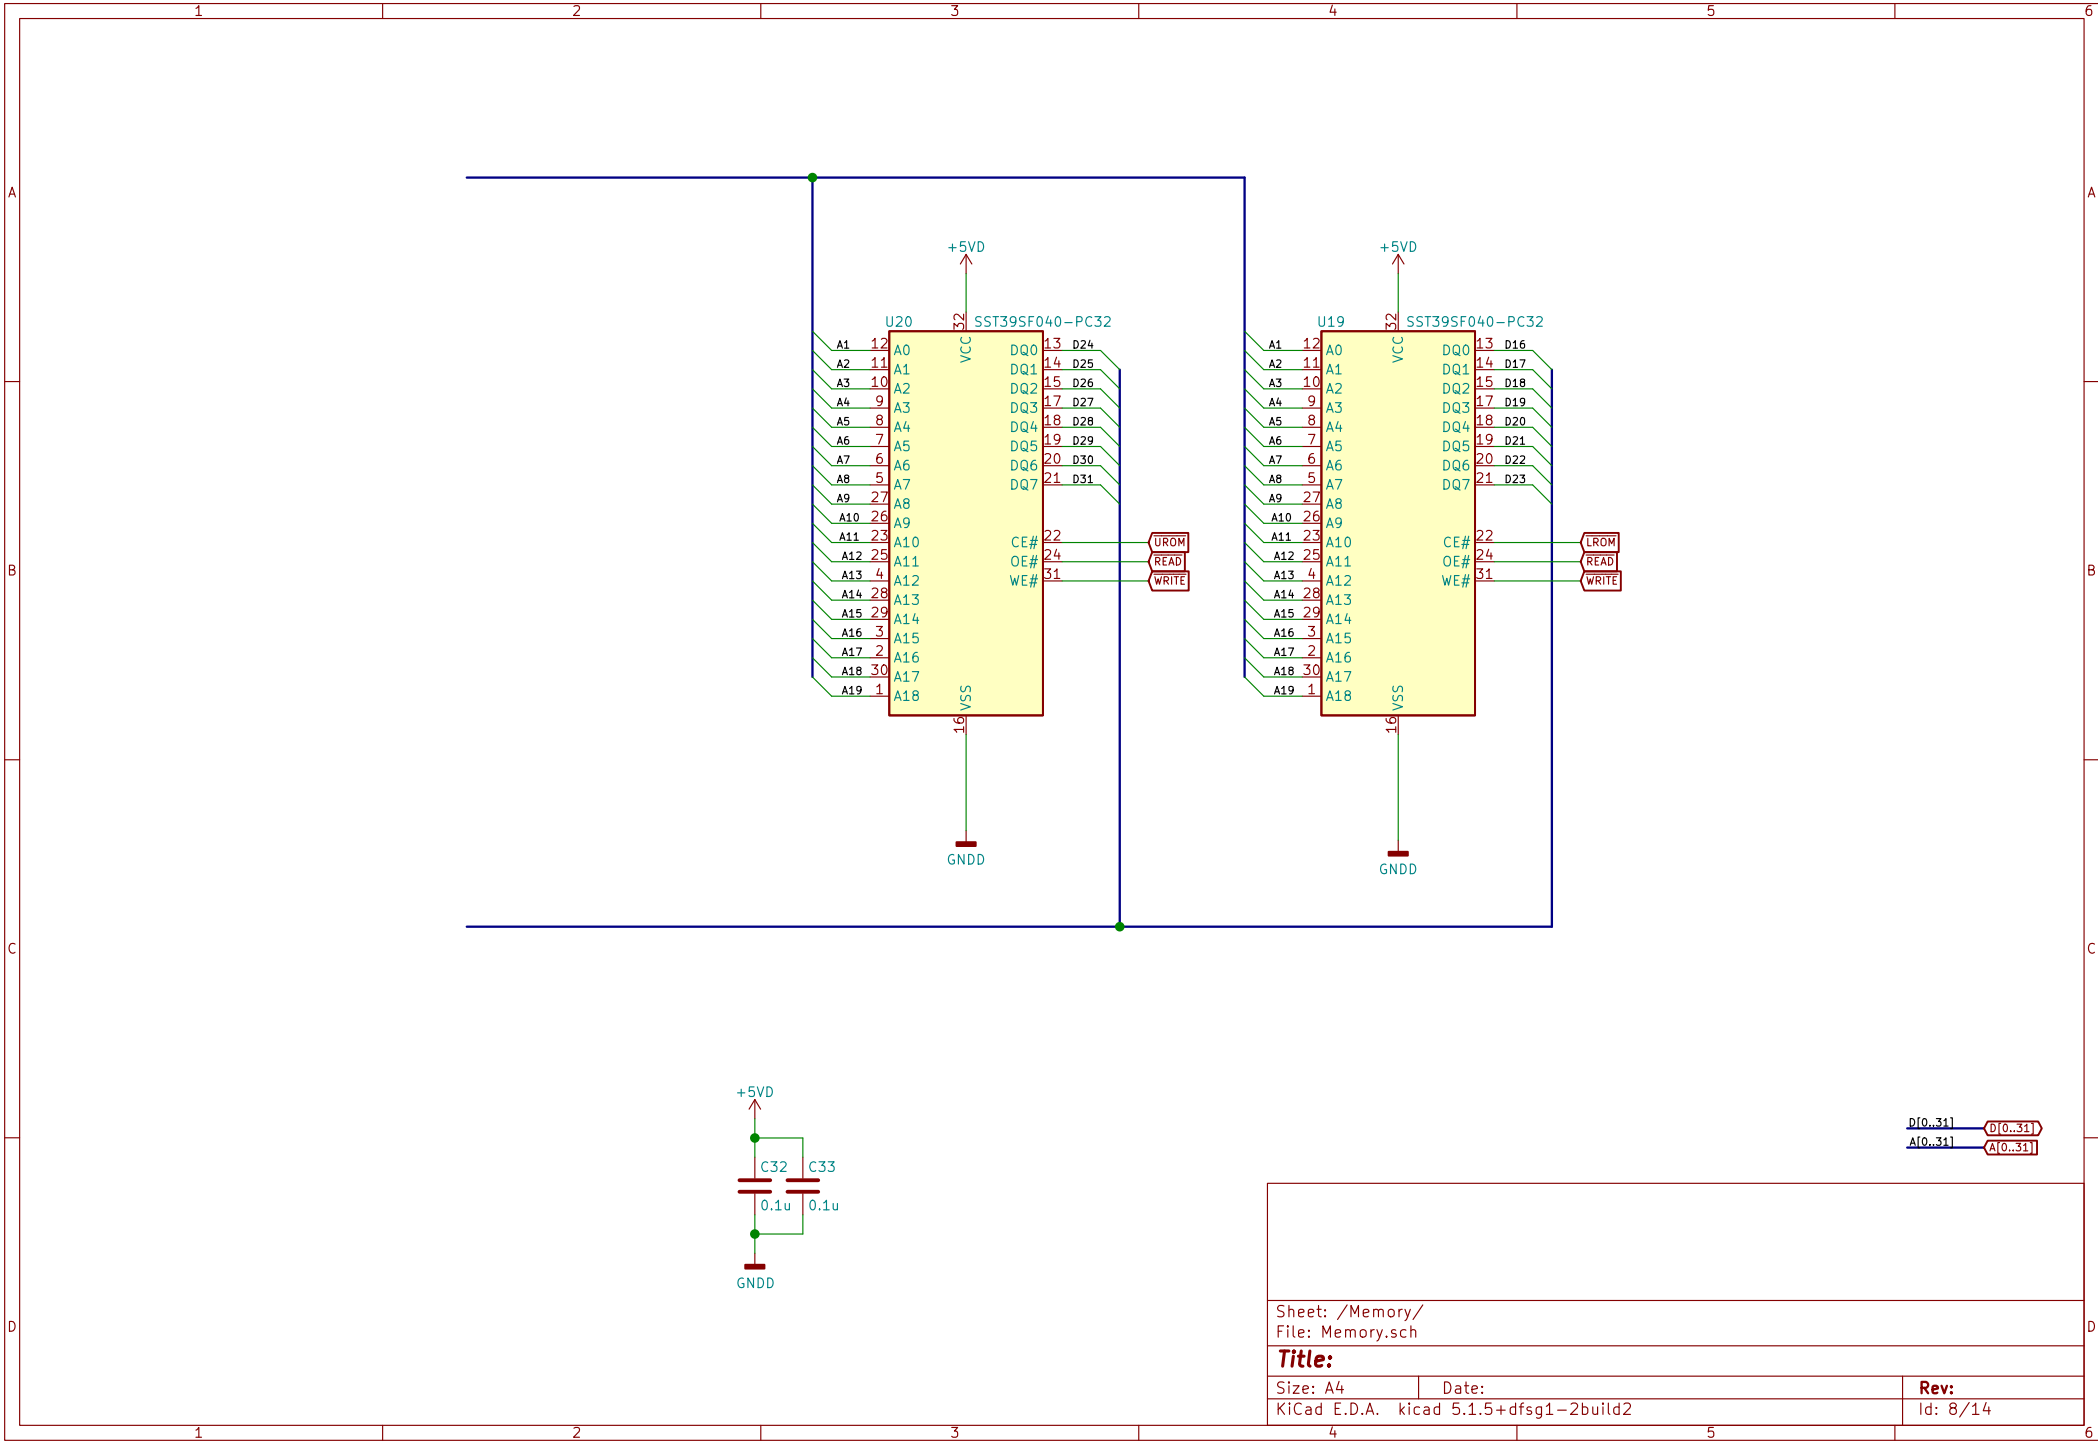 1 2 3 4 5 6
A A
+5VD +5VD
U20 32 SST39SF040-PC32 U19 32 SST39SF040-PC32
VCC VCC
A1 12 A0 DQ0 13 D24 A1 12 A0 DQ0 13 D16
A2 11 A1 DQ1 14 D25 A2 11 A1 DQ1 14 D17
A3 10 A2 DQ2 15 D26 A3 10 A2 DQ2 15 D18
A4 9 A3 DQ3 17 D27 A4 9 A3 DQ3 17 D19
A5 8 A4 DQ4 18 D28 A5 8 A4 DQ4 18 D20
A6 7 A5 DQ5 19 D29 A6 7 A5 DQ5 19 D21
A7 6 A6 DQ6 20 D30 A7 6 A6 DQ6 20 D22
A8 5 A7 DQ7 21 D31 A8 5 A7 DQ7 21 D23
A9 27 A8 A9 27 A8
A10 26 A9 A10 26 A9
A11 23 A10 CE# 22 UROM A11 23 A10 CE# 22 LROM
A12 25 A11 OE# 24 READ A12 25 A11 OE# 24 READ
B B
A13 4 A12 WE# 31 WRITE A13 4 A12 WE# 31 WRITE
A14 28 A13 A14 28 A13
A15 29 A14 A15 29 A14
A16 3 A15 A16 3 A15
A17 2 A16 A17 2 A16
A18 30 A17 A18 30 A17
A19 1 A18 VSS A19 1 A18 VSS
16 16
GNDD GNDD
C C
+5VD
D[0..31] D[0..31]
A[0..31] A[0..31]
C32 C33
0.1u 0.1u
GNDD
Sheet: /Memory/
D D
File: Memory.sch
Title:
Size: A4 Date: Rev:
KiCad E.D.A. kicad 5.1.5+dfsg1-2build2 Id: 8/14
1 2 3 4 5 6